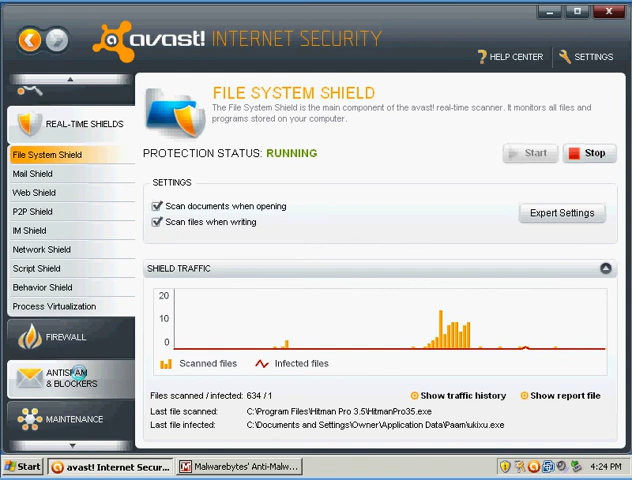 avast! INTERNET SECURITY
HELP CENTER
SETTINGS
REAL-TIME SHIELDS
File System Shield
Mail Shield
Web Shield
P2P Shield
IM Shield
Network Shield
Script Shield
Behavior Shield
Process Virtualization
FIREWALL
ANTISPAM
& BLOCKERS
MAINTENANCE
FILE SYSTEM SHIELD
The File System Shield is the main component of the avast! real-time scanner. It monitors all files and
programs stored on your computer.
PROTECTION STATUS: RUNNING
Start
Stop
SETTINGS
Scan documents when opening
Scan files when writing
Expert Settings
SHIELD TRAFFIC
20
10
0
Scanned files
Infected files
Files scanned / infected: 634 / 1
Show traffic history
Show report file
Last file scanned: C:\Program Files\Hitman Pro 3.5\HitmanPro35.exe
Last file infected: C:\Documents and Settings\Owner\Application Data\Paam\ukixu.exe
Start
avast! Internet Secur...
Malwarebytes' Anti-Malw...
4:24 PM